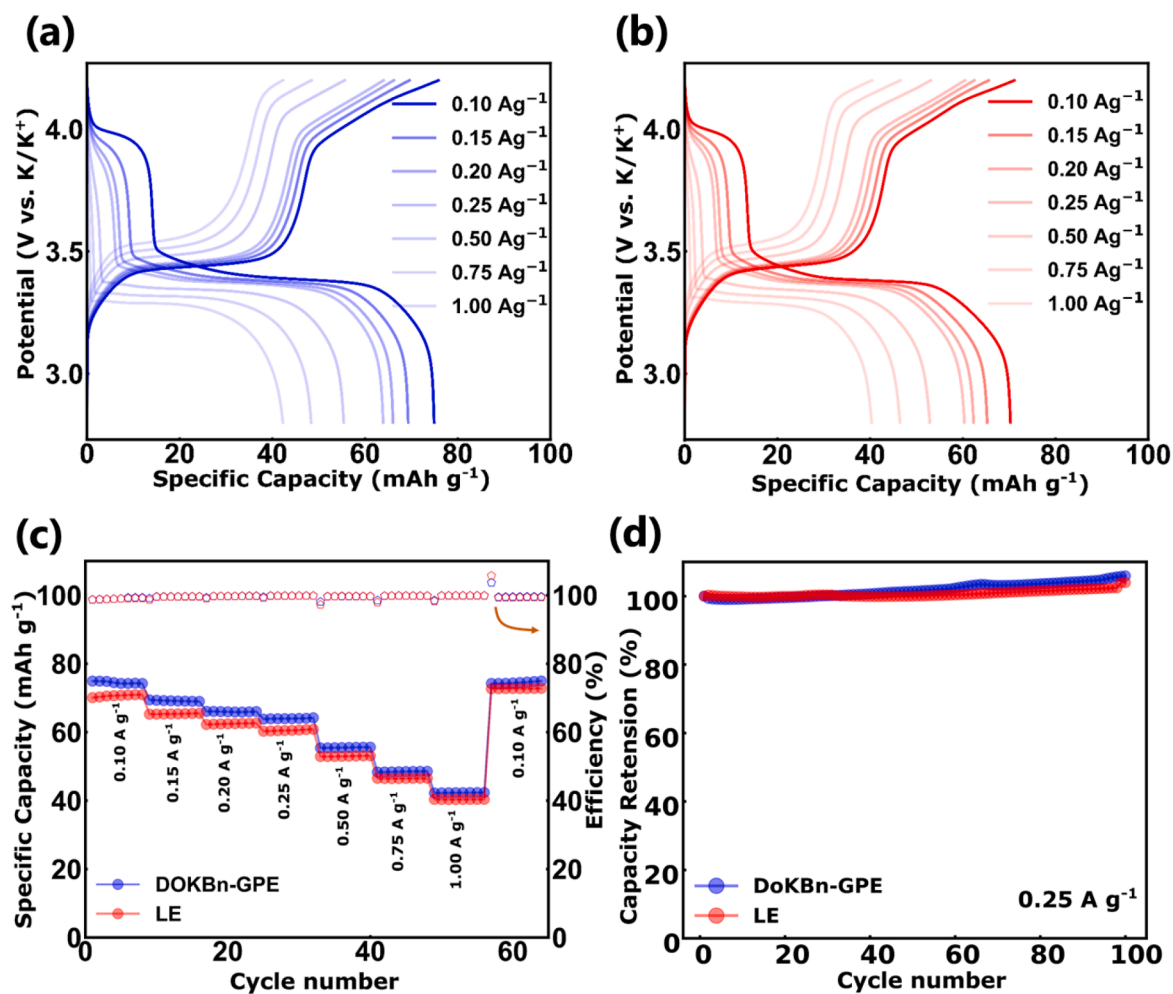 (a)
Potential (V vs. K/K⁺)
4.0
3.5
3.0
0.10 Ag⁻¹
0.15 Ag⁻¹
0.20 Ag⁻¹
0.25 Ag⁻¹
0.50 Ag⁻¹
0.75 Ag⁻¹
1.00 Ag⁻¹
0 20 40 60 80 100
Specific Capacity (mAh g⁻¹)
(b)
Potential (V vs. K/K⁺)
4.0
3.5
3.0
0.10 Ag⁻¹
0.15 Ag⁻¹
0.20 Ag⁻¹
0.25 Ag⁻¹
0.50 Ag⁻¹
0.75 Ag⁻¹
1.00 Ag⁻¹
0 20 40 60 80 100
Specific Capacity (mAh g⁻¹)
(c)
Specific Capacity (mAh g⁻¹)
100
80
60
40
20
0
0.10 A g⁻¹
0.15 A g⁻¹
0.20 A g⁻¹
0.25 A g⁻¹
0.50 A g⁻¹
0.75 A g⁻¹
1.00 A g⁻¹
0.10 A g⁻¹
DOKBn-GPE
LE
100
75
50
25
0
Efficiency (%)
0 20 40 60
Cycle number
(d)
Capacity Retension (%)
100
80
60
40
20
0
DoKBn-GPE
LE
0.25 A g⁻¹
0 20 40 60 80 100
Cycle number